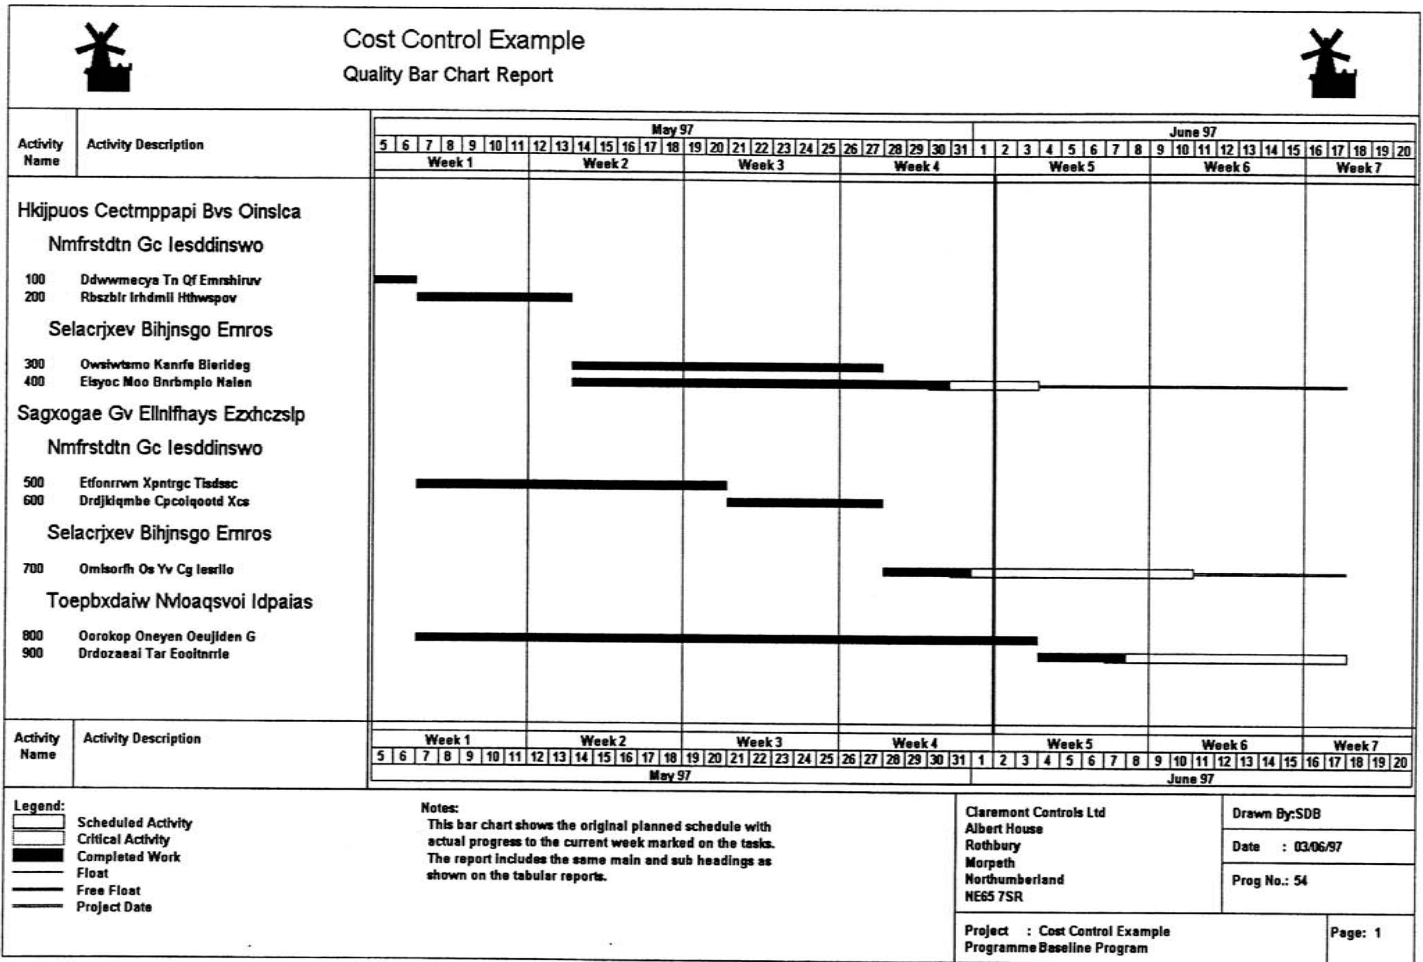 Cost Control Example
Quality Bar Chart Report
Activity Name
Activity Description
May 97
June 97
5 6 7 8 9 10 11 12 13 14 15 16 17 18 19 20 21 22 23 24 25 26 27 28 29 30 31 1 2 3 4 5 6 7 8 9 10 11 12 13 14 15 16 17 18 19 20
Week 1 Week 2 Week 3 Week 4 Week 5 Week 6 Week 7
Hkijpuos Cectmppapi Bvs Oinslca
Nmfrstdtn Gc Iesddinswo
100 Ddwwmecya Tn Qf Emrshiruv
200 Rbszblr Irhdmli Hthwspov
Selacrjxev Bihjnsgo Emros
300 Owsiwtsmo Kanrfe Blerideg
400 Elsyoc Moo Bnrbmplo Nalen
Sagxogae Gv Ellnlfhays Ezxhczslp
Nmfrstdtn Gc Iesddinswo
500 Etfonrrwn Xpntrgc Tlsdssc
600 Drdjklqmbe Cpcolqootd Xcs
Selacrjxev Bihjnsgo Emros
700 Omlsorfh Os Yv Cg Iesrllo
Toepbxdaiw Nvloaqsvoi Idpaias
800 Oorokop Oneyen Oeujlden G
900 Drdozaeai Tar Eooltnrrle
Activity Name
Activity Description
Week 1 Week 2 Week 3 Week 4 Week 5 Week 6 Week 7
5 6 7 8 9 10 11 12 13 14 15 16 17 18 19 20 21 22 23 24 25 26 27 28 29 30 31 1 2 3 4 5 6 7 8 9 10 11 12 13 14 15 16 17 18 19 20
May 97
June 97
Legend:
Scheduled Activity
Critical Activity
Completed Work
Float
Free Float
Project Date
Notes:
This bar chart shows the original planned schedule with
actual progress to the current week marked on the tasks.
The report includes the same main and sub headings as
shown on the tabular reports.
Claremont Controls Ltd
Albert House
Rothbury
Morpeth
Northumberland
NE65 7SR
Drawn By:SDB
Date : 03/06/97
Prog No.: 54
Project : Cost Control Example
Programme Baseline Program
Page: 1